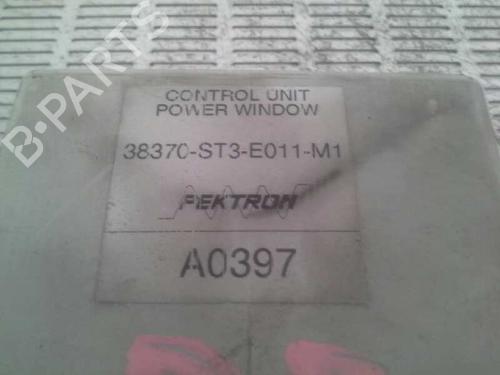 B-PARTS
CONTROL UNIT
POWER WINDOW
38370-ST3-E011-M1
PEKTRON
A0397